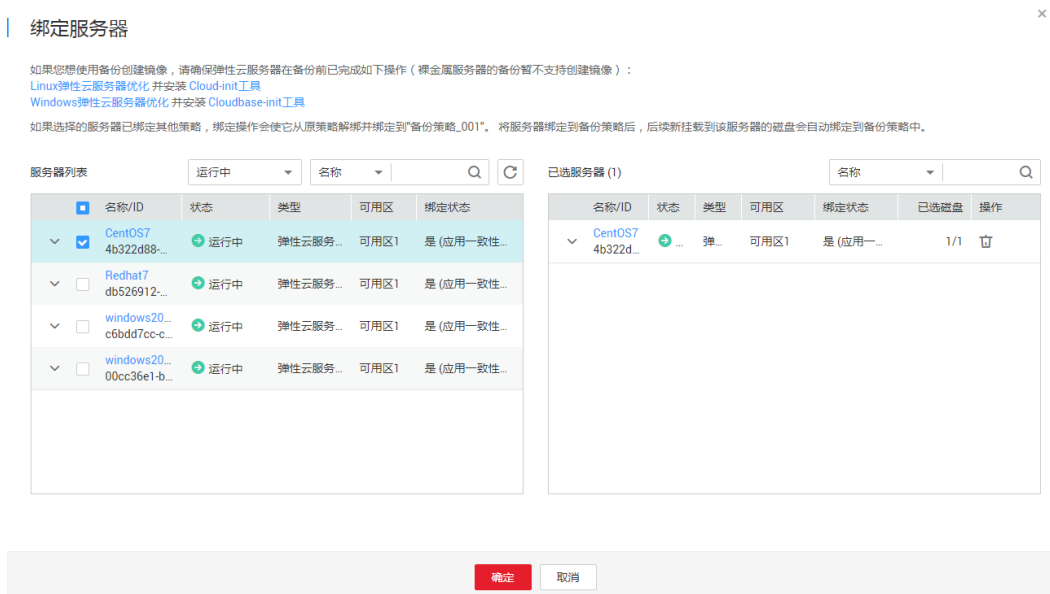 绑定服务器
如果您想使用备份创建镜像，请确保弹性云服务器在备份前已完成如下操作（裸金属服务器的备份暂不支持创建镜像）：
Linux弹性云服务器优化 并安装 Cloud-init工具
Windows弹性云服务器优化 并安装 Cloudbase-init工具
如果选择的服务器已绑定其他策略，绑定操作会使它从原策略解绑并绑定到"备份策略_001"。 将服务器绑定到备份策略后，后续新挂载到该服务器的磁盘会自动绑定到备份策略中。
服务器列表 运行中 名称
名称/ID 状态 类型 可用区 绑定状态
CentOS7
4b322d88-... 运行中 弹性云服务... 可用区1 是 (应用一致性...
Redhat7
db526912-... 运行中 弹性云服务... 可用区1 是 (应用一致性...
windows20...
c6bdd7cc-c... 运行中 弹性云服务... 可用区1 是 (应用一致性...
windows20...
00cc36e1-b... 运行中 弹性云服务... 可用区1 是 (应用一致性...
已选服务器 (1) 名称
名称/ID 状态 类型 可用区 绑定状态 已选磁盘 操作
CentOS7
4b322d... ... 弹... 可用区1 是 (应用一... 1/1
确定 取消